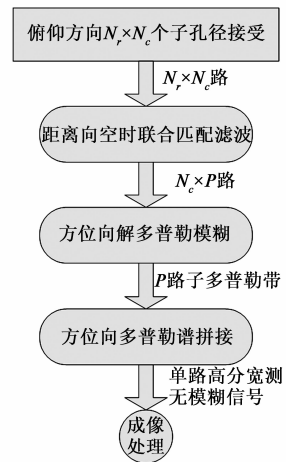 俯仰方向Nr×Nc个子孔径接受
Nr×Nc路
距离向空时联合匹配滤波
Nc×P路
方位向解多普勒模糊
P路子多普勒带
方位向多普勒谱拼接
单路高分宽测
无模糊信号
成像
处理